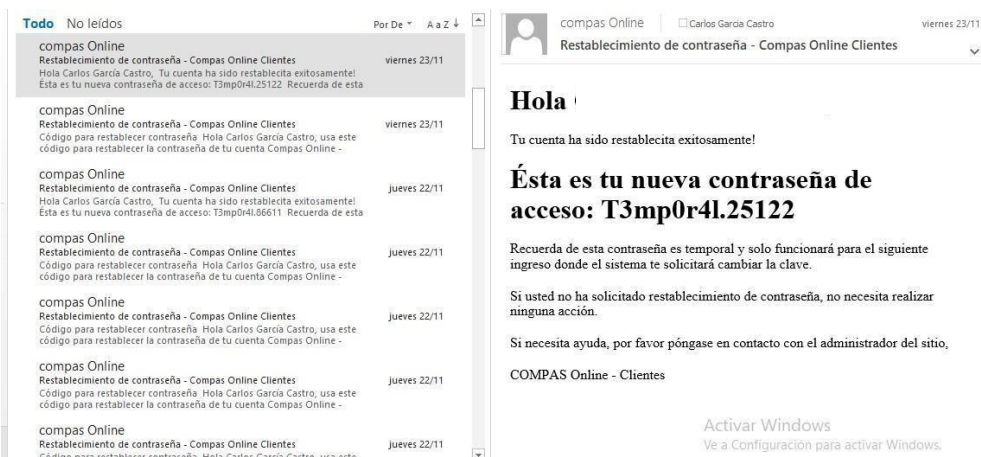 Todo No leídos Por De A a Z
compas Online
Restablecimiento de contraseña - Compas Online Clientes viernes 23/11
Hola Carlos García Castro, Tu cuenta ha sido restablecita exitosamente!
Ésta es tu nueva contraseña de acceso: T3mp0r4l.25122 Recuerda de esta
compas Online
Restablecimiento de contraseña - Compas Online Clientes viernes 23/11
Código para restablecer contraseña Hola Carlos García Castro, usa este
código para restablecer la contraseña de tu cuenta Compas Online -
compas Online
Restablecimiento de contraseña - Compas Online Clientes jueves 22/11
Hola Carlos García Castro, Tu cuenta ha sido restablecita exitosamente!
Ésta es tu nueva contraseña de acceso: T3mp0r4l.86611 Recuerda de esta
compas Online
Restablecimiento de contraseña - Compas Online Clientes jueves 22/11
Código para restablecer contraseña Hola Carlos García Castro, usa este
código para restablecer la contraseña de tu cuenta Compas Online -
compas Online
Restablecimiento de contraseña - Compas Online Clientes jueves 22/11
Código para restablecer contraseña Hola Carlos García Castro, usa este
código para restablecer la contraseña de tu cuenta Compas Online -
compas Online
Restablecimiento de contraseña - Compas Online Clientes jueves 22/11
Código para restablecer contraseña Hola Carlos García Castro, usa este
código para restablecer la contraseña de tu cuenta Compas Online -
compas Online
Restablecimiento de contraseña - Compas Online Clientes jueves 22/11
Código para restablecer contraseña Hola Carlos García Castro, usa este
compas Online Carlos Garcia Castro viernes 23/11
Restablecimiento de contraseña - Compas Online Clientes
Hola
Tu cuenta ha sido restablecita exitosamente!
Ésta es tu nueva contraseña de
acceso: T3mp0r4l.25122
Recuerda de esta contraseña es temporal y solo funcionará para el siguiente
ingreso donde el sistema te solicitará cambiar la clave.
Si usted no ha solicitado restablecimiento de contraseña, no necesita realizar
ninguna acción.
Si necesita ayuda, por favor póngase en contacto con el administrador del sitio,
COMPAS Online - Clientes
Activar Windows
Ve a Configuración para activar Windows.